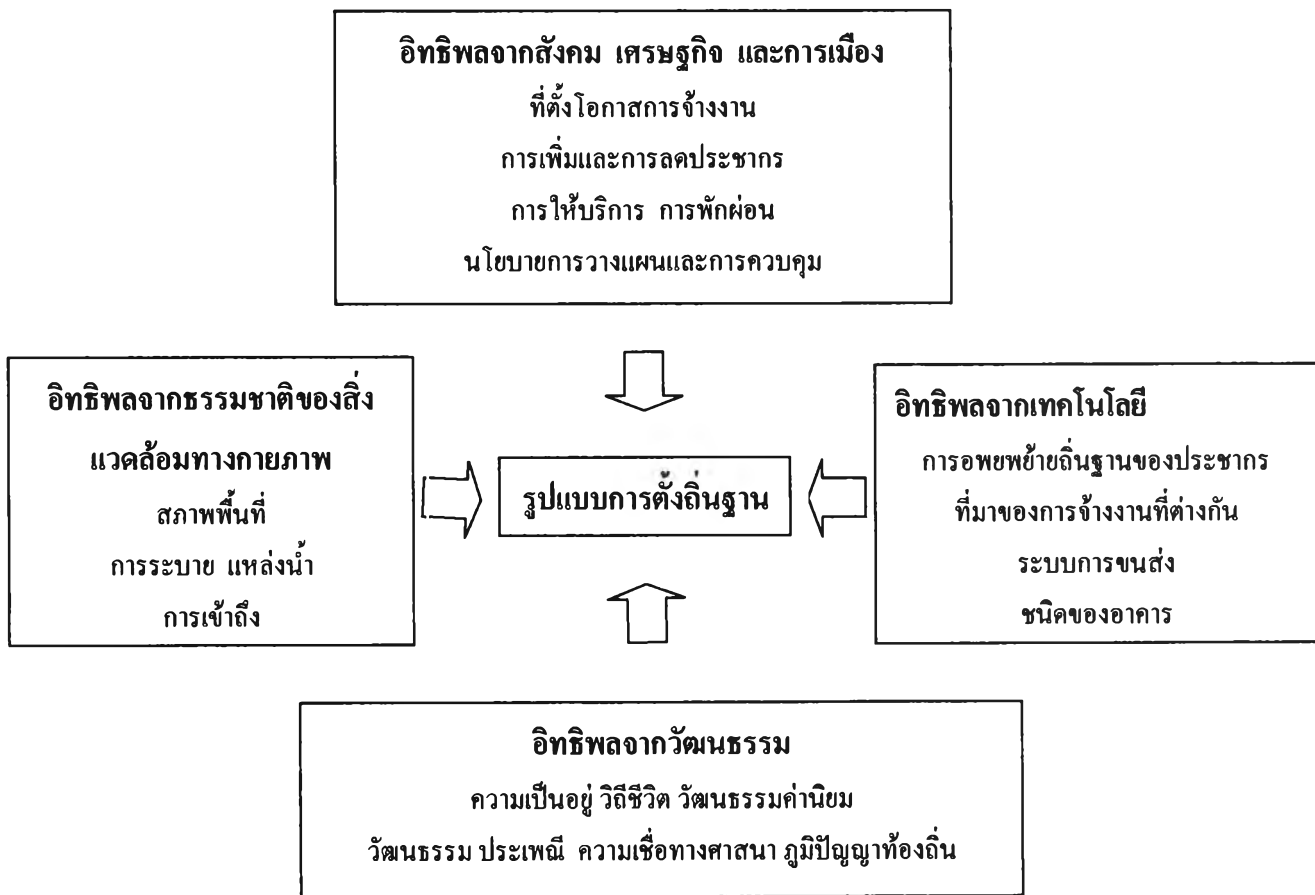 อิทธิพลจากสังคม เศรษฐกิจ และการเมือง
ที่ตั้งโอกาสการจ้างงาน
การเพิ่มและการลดประชากร
การให้บริการ การพักผ่อน
นโยบายการวางแผนและการควบคุม
อิทธิพลจากธรรมชาติของสิ่ง
แวดล้อมทางกายภาพ
สภาพพื้นที่
การระบาย แหล่งน้ำ
การเข้าถึง
รูปแบบการตั้งถิ่นฐาน
อิทธิพลจากเทคโนโลยี
การอพยพย้ายถิ่นฐานของประชากร
ที่มาของการจ้างงานที่ต่างกัน
ระบบการขนส่ง
ชนิดของอาคาร
อิทธิพลจากวัฒนธรรม
ความเป็นอยู่ วิถีชีวิต วัฒนธรรมค่านิยม
วัฒนธรรม ประเพณี ความเชื่อทางศาสนา ภูมิปัญญาท้องถิ่น